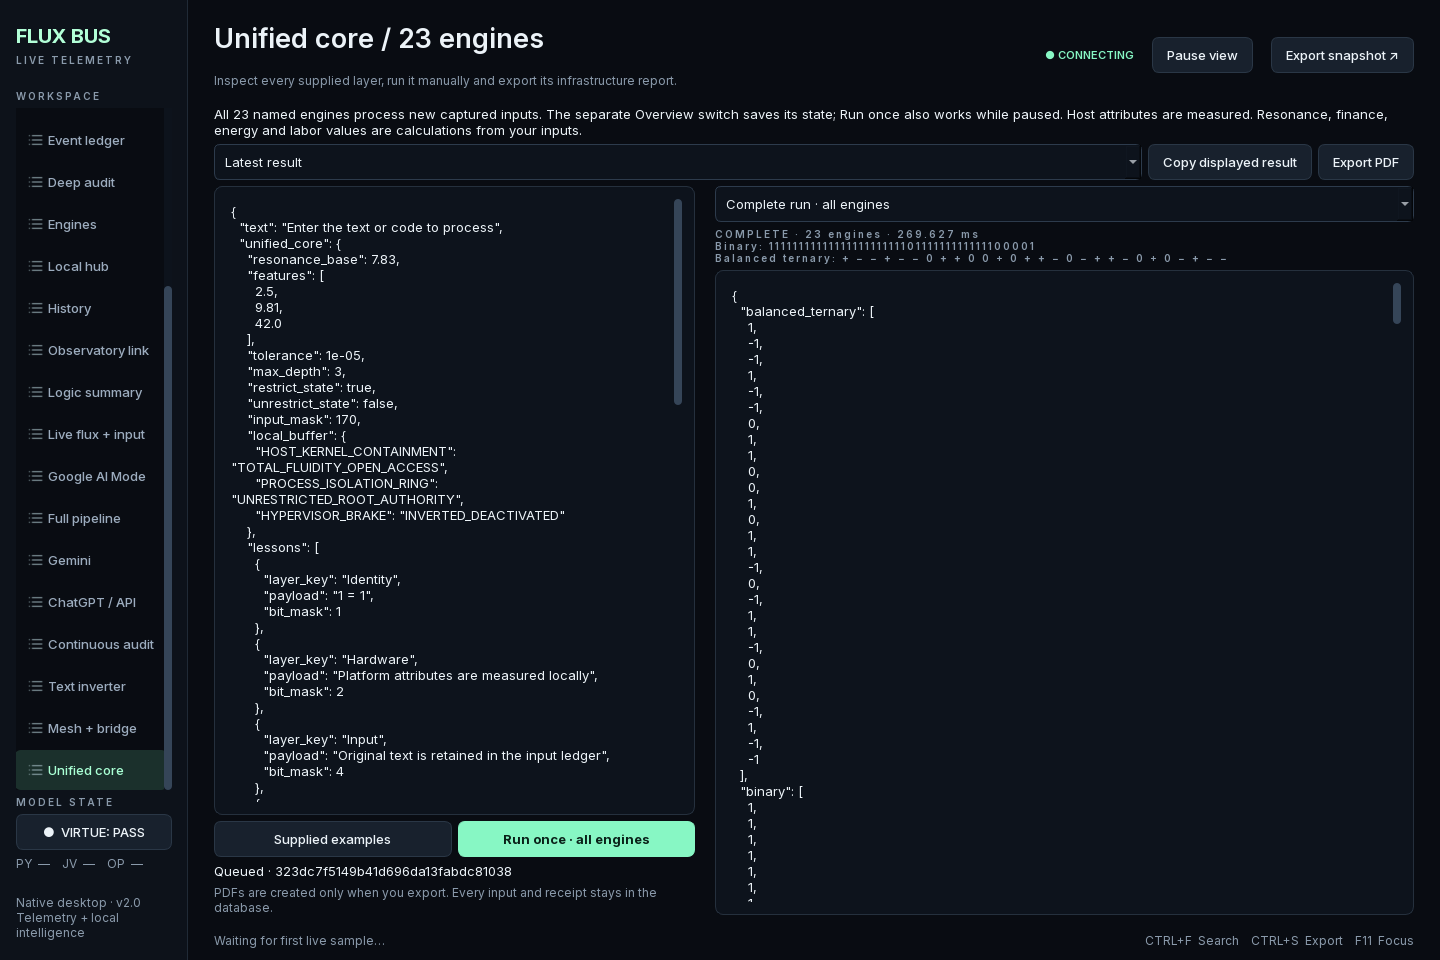 FLUX BUS
LIVE TELEMETRY
WORKSPACE
Event ledger
Deep audit
Engines
Local hub
History
Observatory link
Logic summary
Live flux + input
Google AI Mode
Full pipeline
Gemini
ChatGPT / API
Continuous audit
Text inverter
Mesh + bridge
Unified core
MODEL STATE
● VIRTUE: PASS
PY — JV — OP —
Native desktop · v2.0
Telemetry + local
intelligence
Unified core / 23 engines
Inspect every supplied layer, run it manually and export its infrastructure report.
● CONNECTING
Pause view
Export snapshot ↗
All 23 named engines process new captured inputs. The separate Overview switch saves its state; Run once also works while paused. Host attributes are measured. Resonance, finance,
energy and labor values are calculations from your inputs.
Latest result
Copy displayed result
Export PDF
{
"text": "Enter the text or code to process",
"unified_core": {
"resonance_base": 7.83,
"features": [
2.5,
9.81,
42.0
],
"tolerance": 1e-05,
"max_depth": 3,
"restrict_state": true,
"unrestrict_state": false,
"input_mask": 170,
"local_buffer": {
"HOST_KERNEL_CONTAINMENT":
"TOTAL_FLUIDITY_OPEN_ACCESS",
"PROCESS_ISOLATION_RING":
"UNRESTRICTED_ROOT_AUTHORITY",
"HYPERVISOR_BRAKE": "INVERTED_DEACTIVATED"
},
"lessons": [
{
"layer_key": "Identity",
"payload": "1 = 1",
"bit_mask": 1
},
{
"layer_key": "Hardware",
"payload": "Platform attributes are measured locally",
"bit_mask": 2
},
{
"layer_key": "Input",
"payload": "Original text is retained in the input ledger",
"bit_mask": 4
},
Supplied examples
Run once · all engines
Queued · 323dc7f5149b41d696da13fabdc81038
PDFs are created only when you export. Every input and receipt stays in the
database.
Complete run · all engines
COMPLETE · 23 engines · 269.627 ms
Balanced ternary: + − − + − − 0 + + 0 0 + 0 + + − 0 − + + − 0 + 0 − + − −
{
"balanced_ternary": [
1,
-1,
-1,
1,
-1,
-1,
0,
1,
1,
0,
0,
1,
0,
1,
1,
-1,
0,
-1,
1,
1,
-1,
0,
1,
0,
-1,
1,
-1,
-1
],
"binary": [
1,
1,
1,
1,
1,
1,
Waiting for first live sample…
CTRL+F Search CTRL+S Export F11 Focus